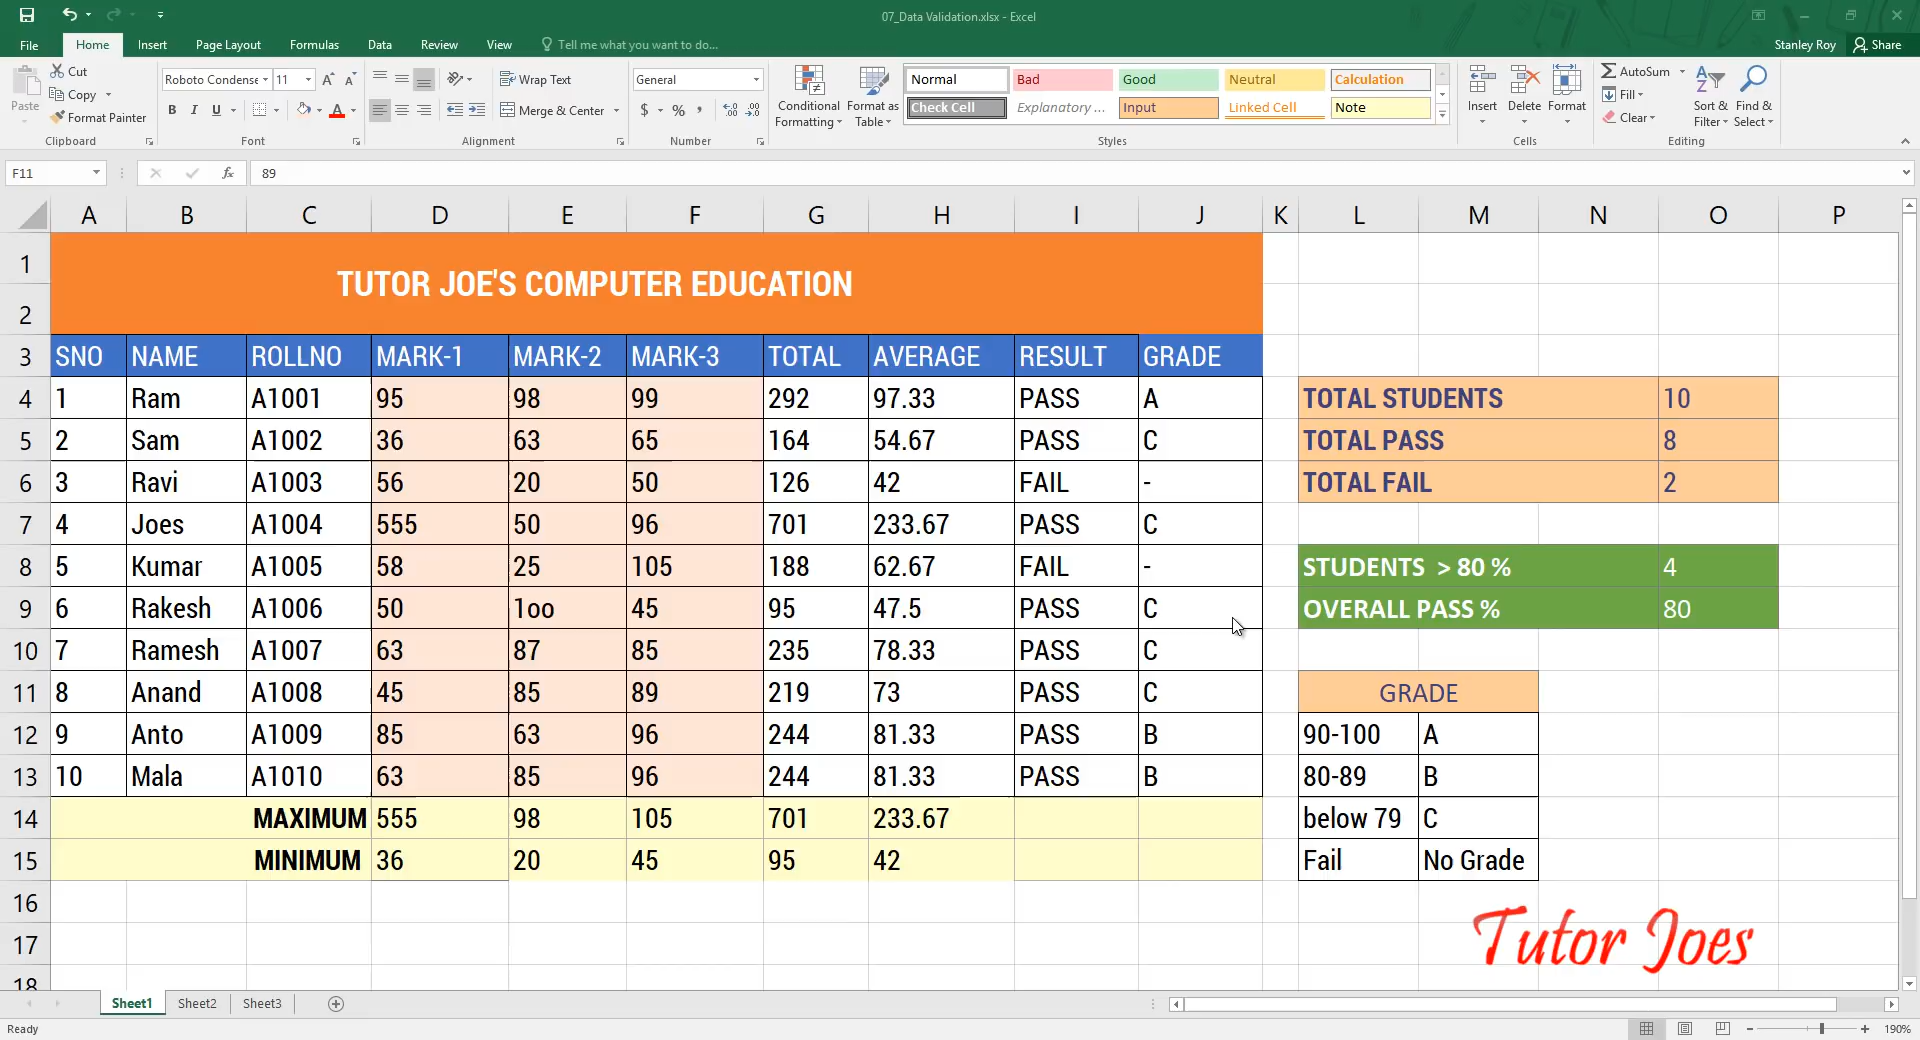 07_Data Validation.xlsx - Excel
File Home Insert Page Layout Formulas Data Review View Tell me what you want to do... Stanley Roy Share
Paste Cut Copy Format Painter Clipboard
Roboto Condense 11 B I U A A A Font
Wrap Text Merge & Center Alignment
General $ % , Number
Conditional Formatting Format as Table
Normal Bad Good Neutral Calculation
Check Cell Explanatory ... Input Linked Cell Note
Styles
Insert Delete Format Cells
AutoSum Fill Clear Sort & Filter Find & Select Editing
F11 fx 89
A B C D E F G H I J K L M N O P
1 TUTOR JOE'S COMPUTER EDUCATION
2
3 SNO NAME ROLLNO MARK-1 MARK-2 MARK-3 TOTAL AVERAGE RESULT GRADE
4 1 Ram A1001 95 98 99 292 97.33 PASS A TOTAL STUDENTS 10
5 2 Sam A1002 36 63 65 164 54.67 PASS C TOTAL PASS 8
6 3 Ravi A1003 56 20 50 126 42 FAIL - TOTAL FAIL 2
7 4 Joes A1004 555 50 96 701 233.67 PASS C
8 5 Kumar A1005 58 25 105 188 62.67 FAIL - STUDENTS > 80 % 4
9 6 Rakesh A1006 50 1oo 45 95 47.5 PASS C OVERALL PASS % 80
10 7 Ramesh A1007 63 87 85 235 78.33 PASS C
11 8 Anand A1008 45 85 89 219 73 PASS C GRADE
12 9 Anto A1009 85 63 96 244 81.33 PASS B 90-100 A
13 10 Mala A1010 63 85 96 244 81.33 PASS B 80-89 B
14 MAXIMUM 555 98 105 701 233.67 below 79 C
15 MINIMUM 36 20 45 95 42 Fail No Grade
16
17
18
Tutor Joes
Sheet1 Sheet2 Sheet3
Ready 190%